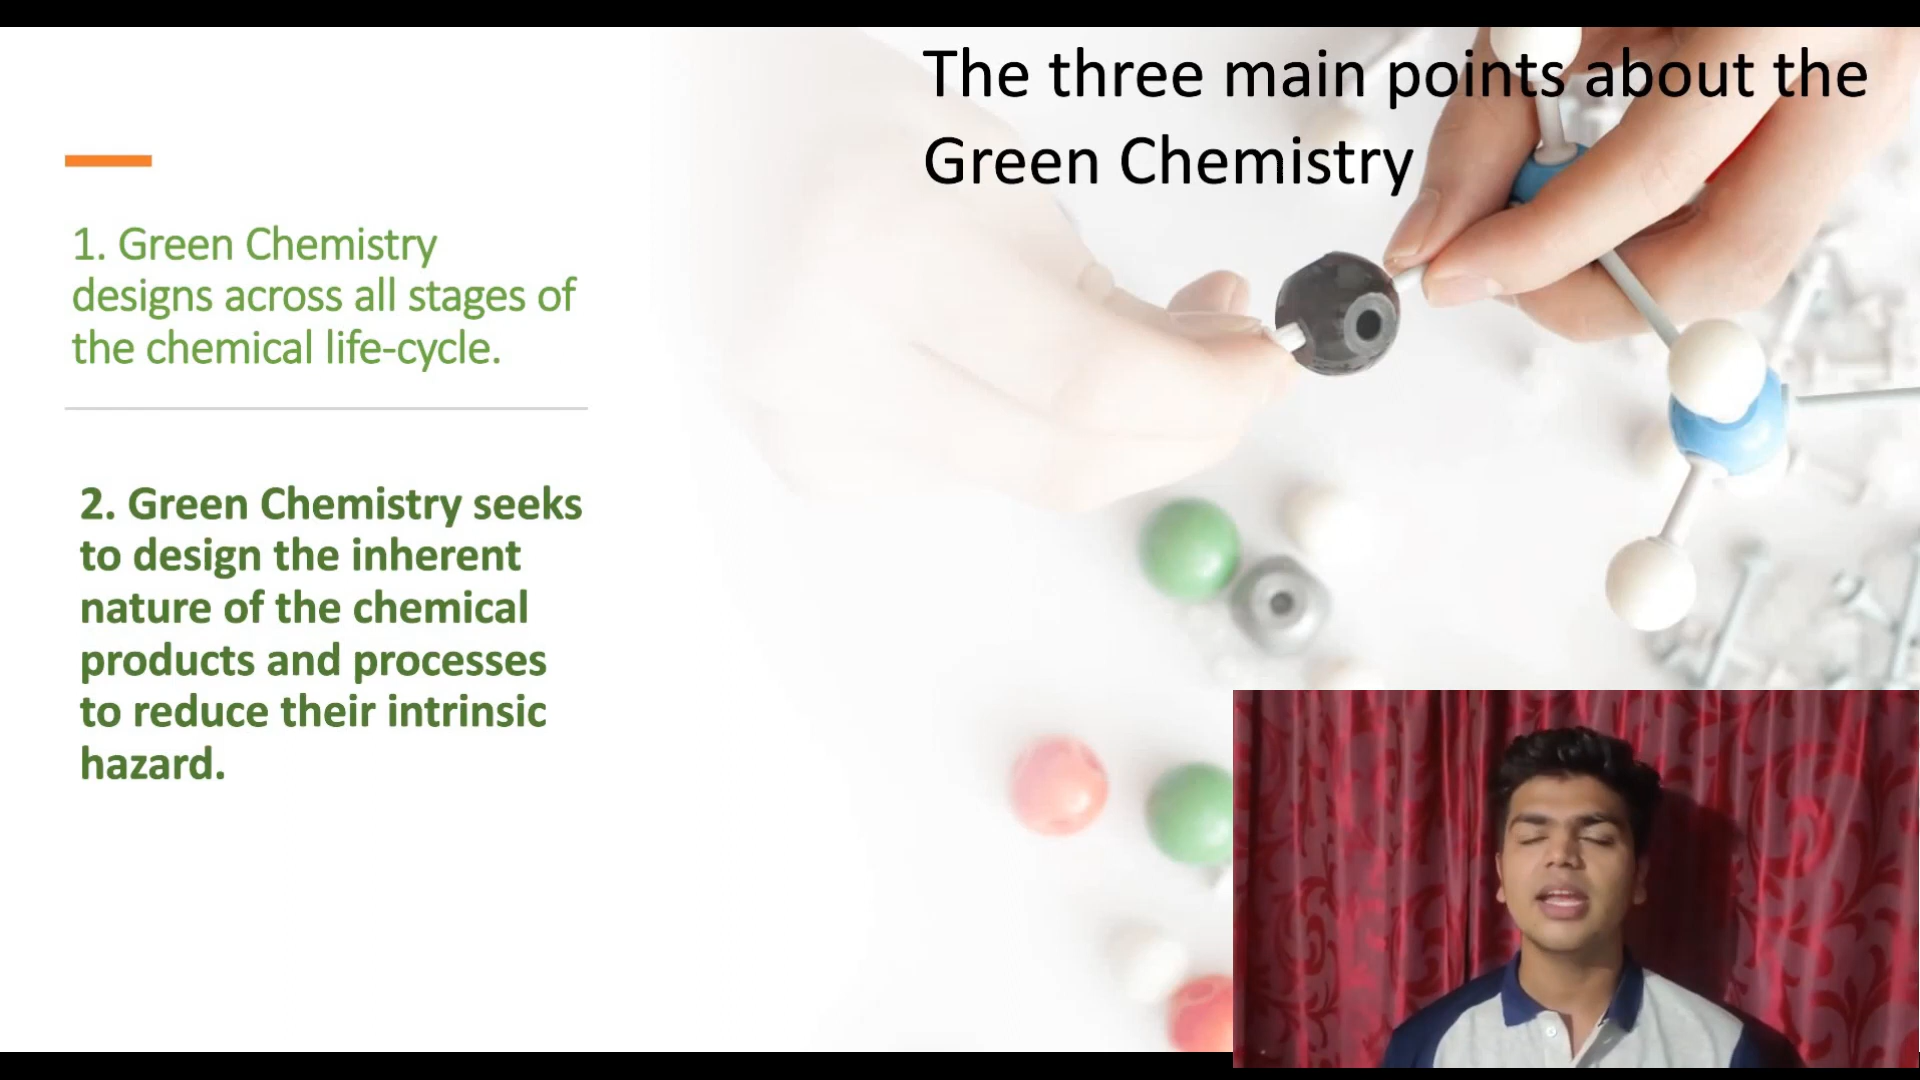 The three main points about the
Green Chemistry
1. Green Chemistry
designs across all stages of
the chemical life-cycle.
2. Green Chemistry seeks
to design the inherent
nature of the chemical
products and processes
to reduce their intrinsic
hazard.